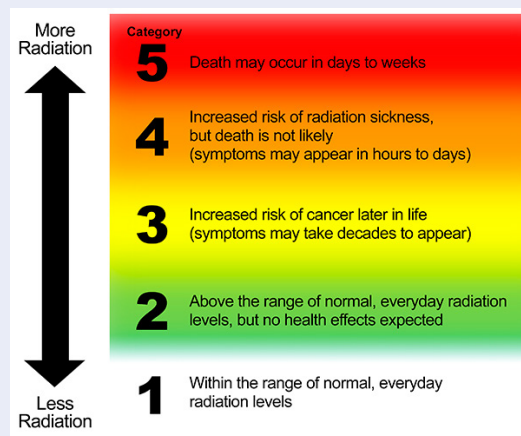 More
Radiation
Category
5
Death may occur in days to weeks
4
Increased risk of radiation sickness,
but death is not likely
(symptoms may appear in hours to days)
3
Increased risk of cancer later in life
(symptoms may take decades to appear)
2
Above the range of normal, everyday radiation
levels, but no health effects expected
1
Within the range of normal, everyday
radiation levels
Less
Radiation